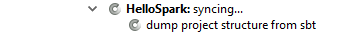 HelloSpark: syncing...
dump project structure from sbt